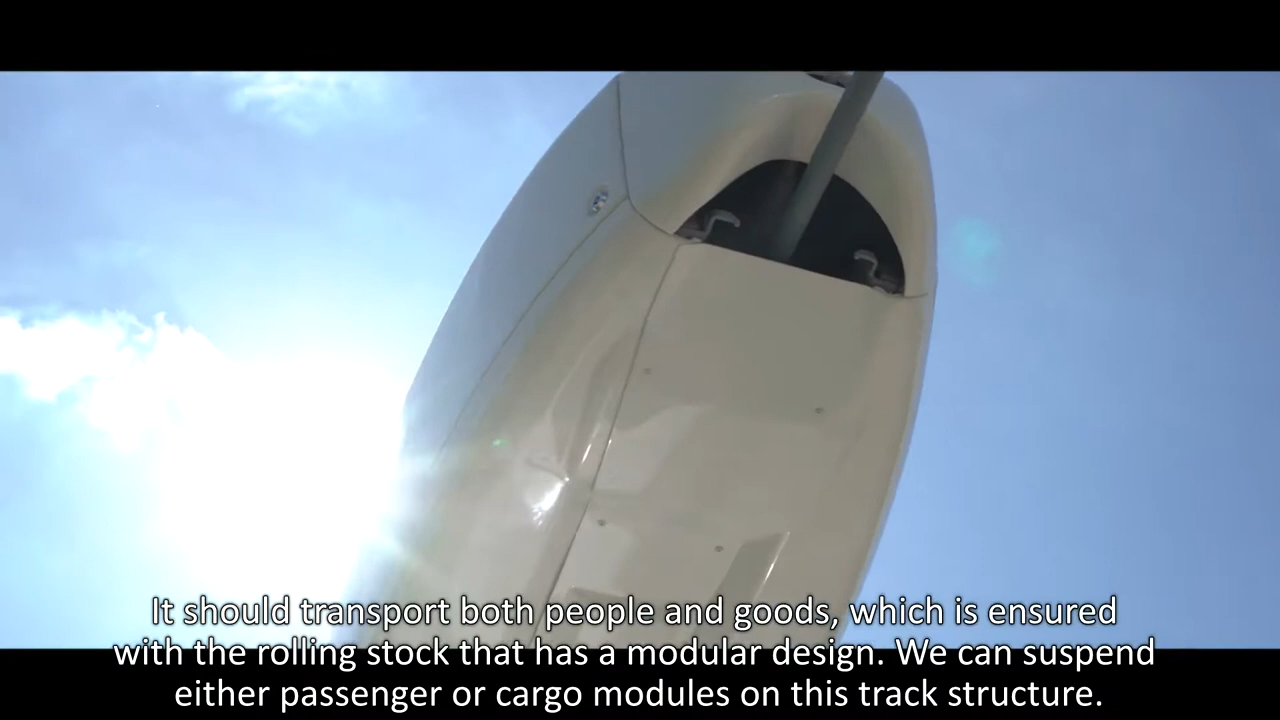 It should transport both people and goods, which is ensured
with the rolling stock that has a modular design. We can suspend
either passenger or cargo modules on this track structure.